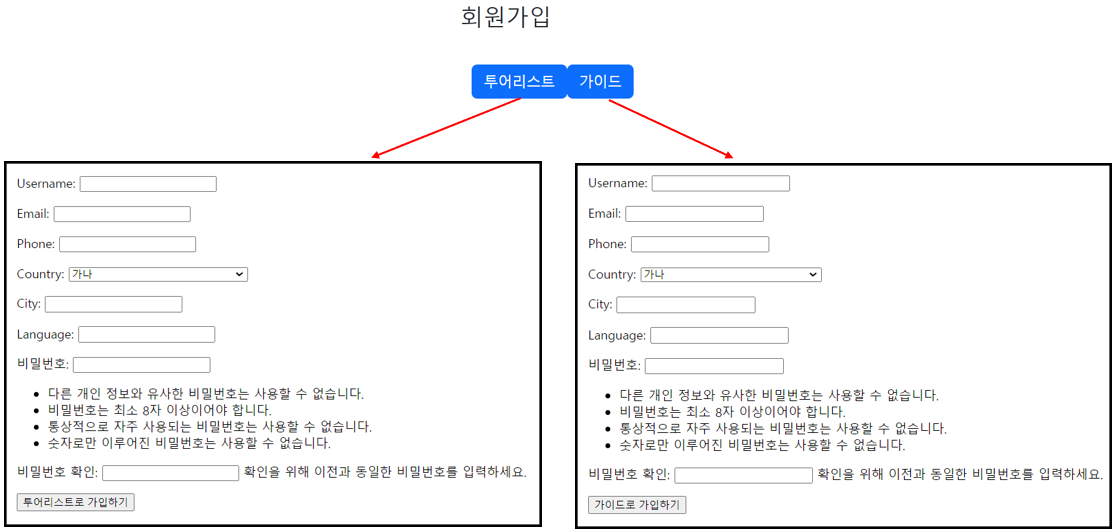 회원가입
투어리스트 가이드
Username:
Email:
Phone:
Country: 가나
City:
Language:
비밀번호:
다른 개인 정보와 유사한 비밀번호는 사용할 수 없습니다.
비밀번호는 최소 8자 이상이어야 합니다.
통상적으로 자주 사용되는 비밀번호는 사용할 수 없습니다.
숫자로만 이루어진 비밀번호는 사용할 수 없습니다.
비밀번호 확인: 확인을 위해 이전과 동일한 비밀번호를 입력하세요.
투어리스트로 가입하기
Username:
Email:
Phone:
Country: 가나
City:
Language:
비밀번호:
다른 개인 정보와 유사한 비밀번호는 사용할 수 없습니다.
비밀번호는 최소 8자 이상이어야 합니다.
통상적으로 자주 사용되는 비밀번호는 사용할 수 없습니다.
숫자로만 이루어진 비밀번호는 사용할 수 없습니다.
비밀번호 확인: 확인을 위해 이전과 동일한 비밀번호를 입력하세요.
가이드로 가입하기